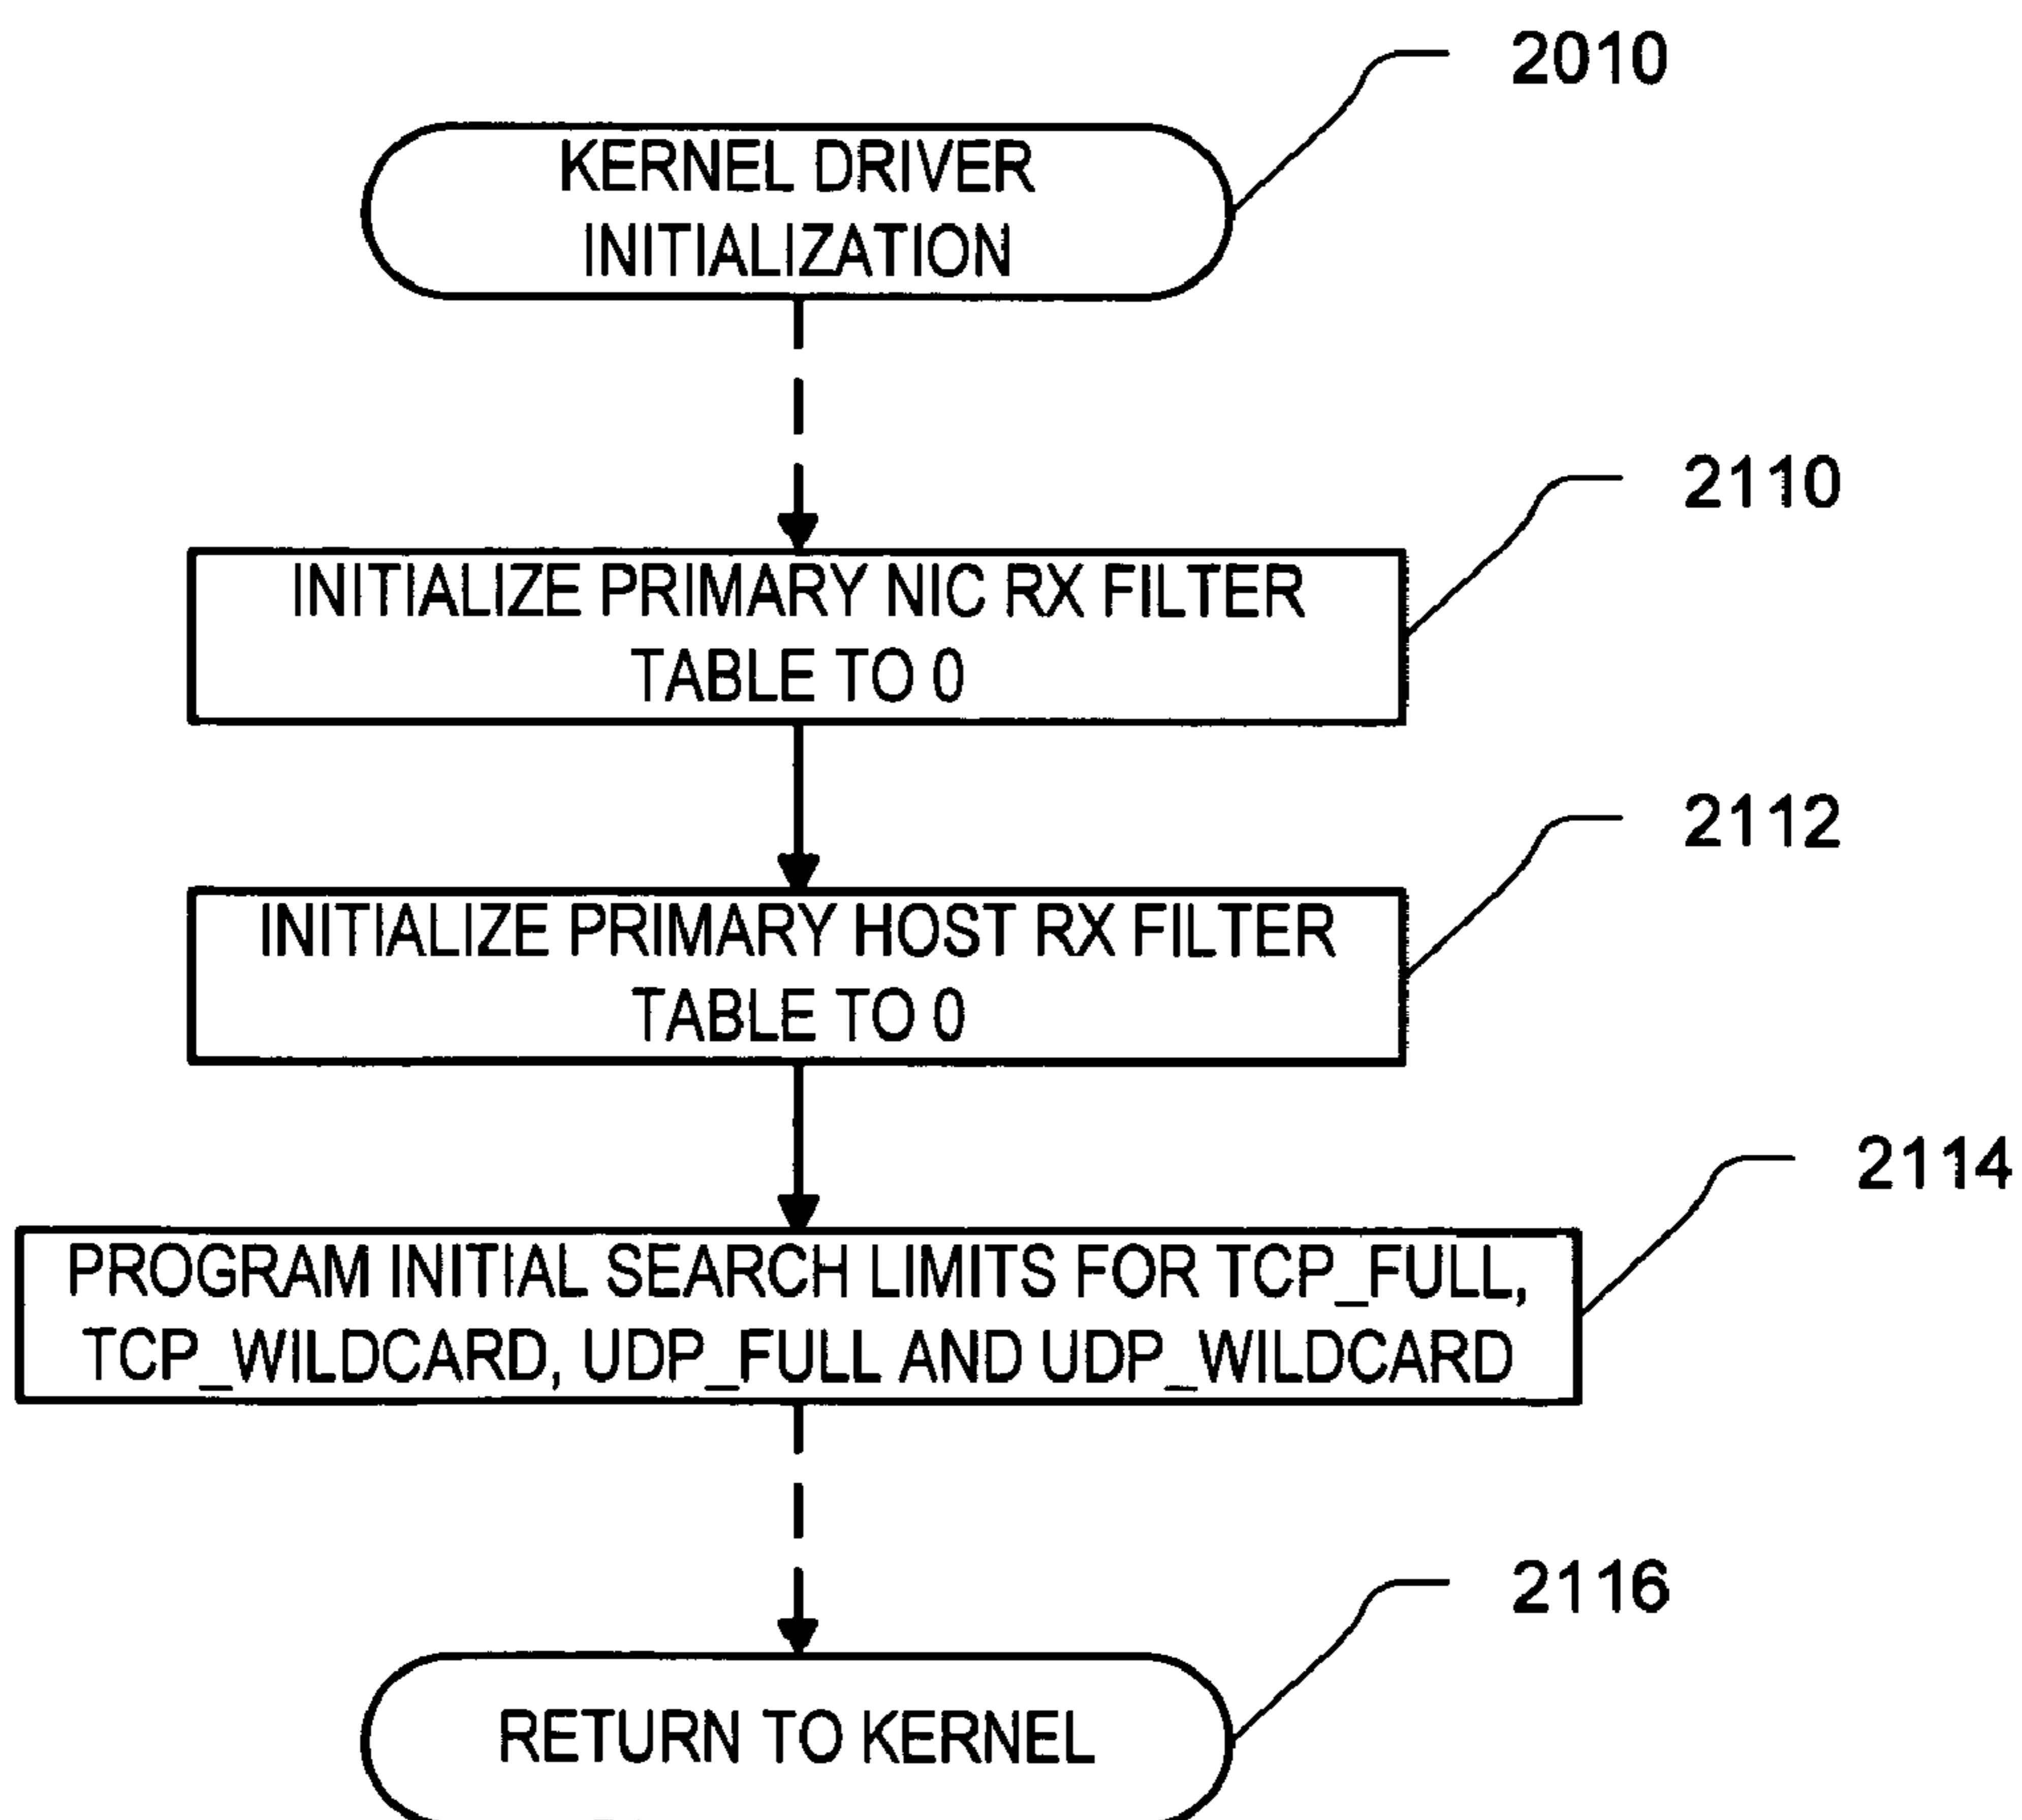 2010
KERNEL DRIVER
INITIALIZATION
2110
INITIALIZE PRIMARY NIC RX FILTER
TABLE TO 0
2112
INITIALIZE PRIMARY HOST RX FILTER
TABLE TO 0
2114
PROGRAM INITIAL SEARCH LIMITS FOR TCP_FULL,
TCP_WILDCARD, UDP_FULL AND UDP_WILDCARD
2116
RETURN TO KERNEL